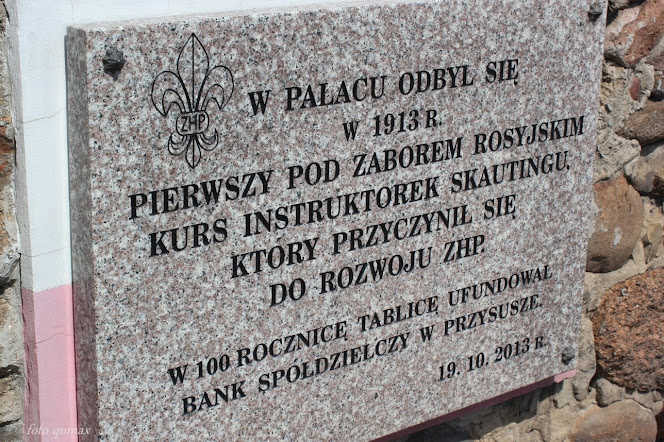 ZHP
W PAŁACU ODBYŁ SIĘ
W 1913 R.
PIERWSZY POD ZABOREM ROSYJSKIM
KURS INSTRUKTOREK SKAUTINGU,
KTÓRY PRZYCZYNIŁ SIĘ
DO ROZWOJU ZHP.
W 100 ROCZNICĘ TABLICĘ UFUNDOWAŁ
BANK SPÓŁDZIELCZY W PRZYSUSZE.
19. 10. 2013 R.
foto qumax